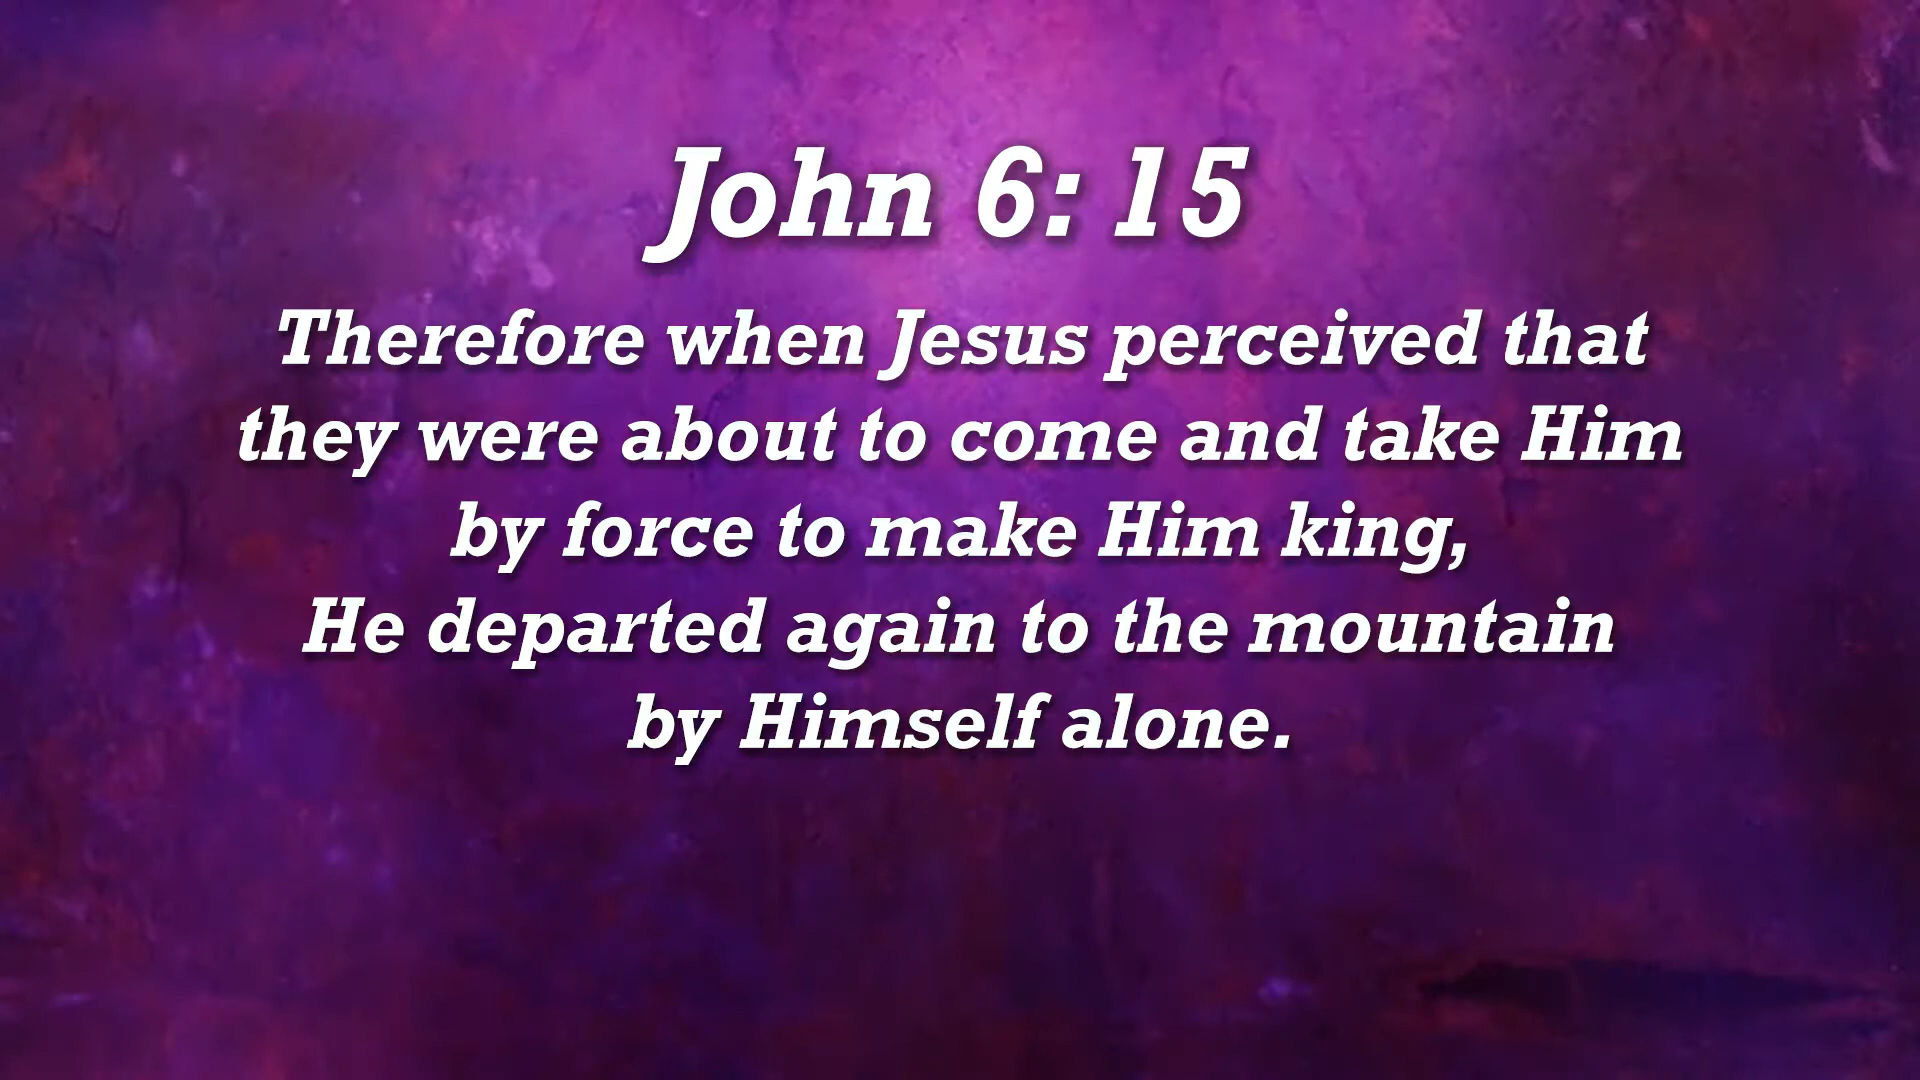 John 6: 15
Therefore when Jesus perceived that
they were about to come and take Him
by force to make Him king,
He departed again to the mountain
by Himself alone.